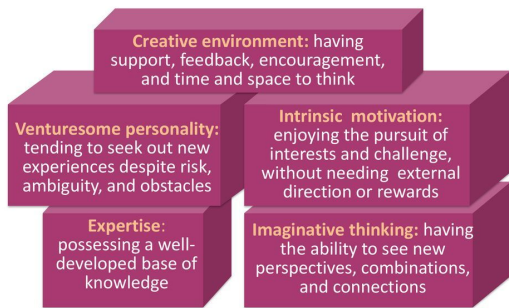 Creative environment: having
support, feedback, encouragement,
and time and space to think
Venturesome personality:
tending to seek out new
experiences despite risk,
ambiguity, and obstacles
Intrinsic motivation:
enjoying the pursuit of
interests and challenge,
without needing external
direction or rewards
Expertise:
possessing a well-
developed base of
knowledge
Imaginative thinking: having
the ability to see new
perspectives, combinations,
and connections